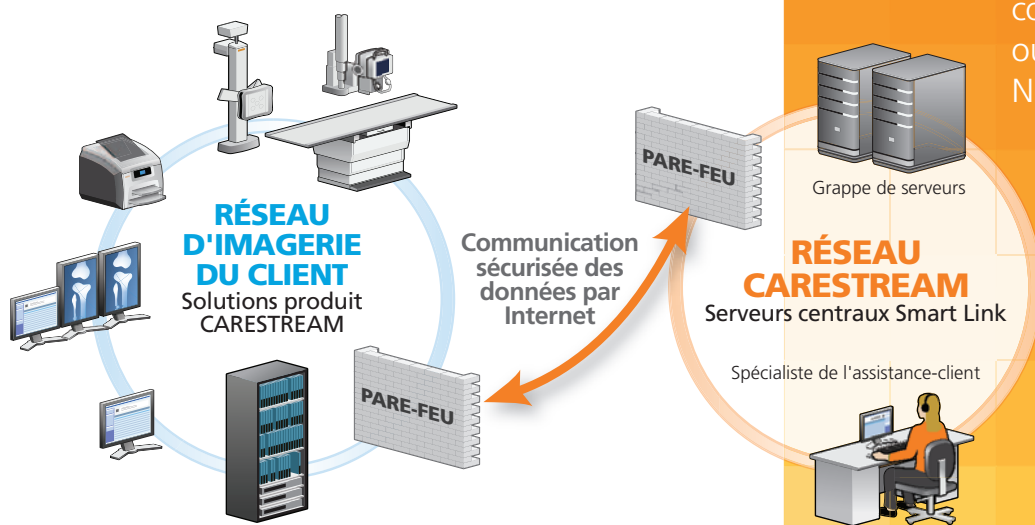 RÉSEAU
D'IMAGERIE
DU CLIENT
Solutions produit
CARESTREAM
PARE-FEU
Communication
sécurisée des
données par
Internet
PARE-FEU
Grappe de serveurs
RÉSEAU
CARESTREAM
Serveurs centraux Smart Link
Spécialiste de l'assistance-client